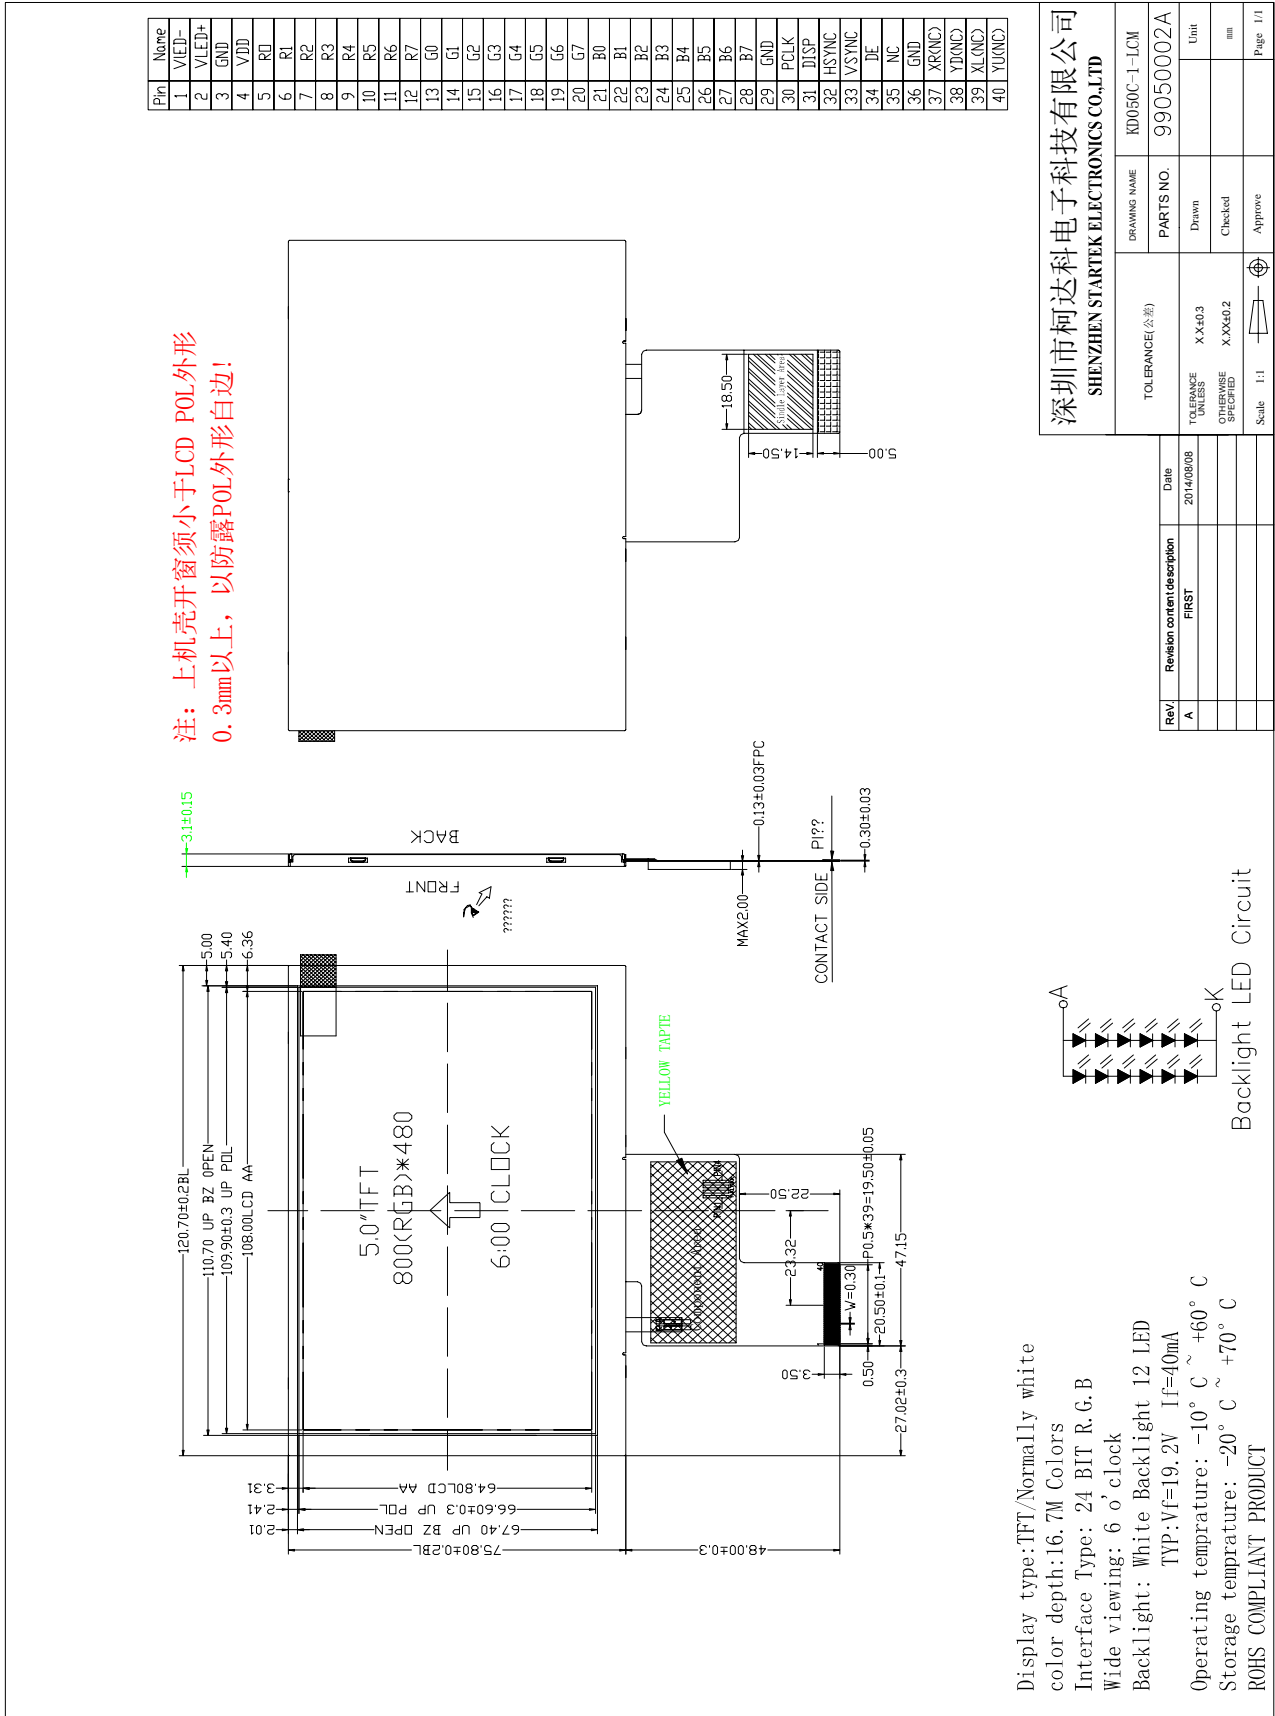 注: 上机壳开窗须小于LCD POL外形
0.3mm以上, 以防露POL外形白边!
Pin Name
1 VLED-
2 VLED+
3 GND
4 VDD
5 R0
6 R1
7 R2
8 R3
9 R4
10 R5
11 R6
12 R7
13 G0
14 G1
15 G2
16 G3
17 G4
18 G5
19 G6
20 G7
21 B0
22 B1
23 B2
24 B3
25 B4
26 B5
27 B6
28 B7
29 GND
30 PCLK
31 DISP
32 HSYNC
33 VSYNC
34 DE
35 NC
36 GND
37 XR(NC)
38 YD(NC)
39 XL(NC)
40 YU(NC)
120.70±0.2BL
110.70 UP BZ OPEN
109.90±0.3 UP POL
108.00LCD AA
5.00
5.40
6.36
5.0"TFT
800(RGB)*480
6:00 CLOCK
3.31
2.41
2.01
64.80LCD AA
66.60±0.3 UP POL
67.40 UP BZ OPEN
75.80±0.2BL
48.00±0.3
YELLOW TAPTE
22.50
23.32
W=0.30
P0.5*39=19.50±0.05
20.50±0.1
47.15
3.50
0.50
27.02±0.3
40
3.1±0.15
BACK
FRONT
??????
MAX2.00
0.13±0.03FPC
CONTACT SIDE
PI??
0.30±0.03
18.50
Sindle Layer Area
14.50
5.00
Display type:TFT/Normally white
color depth:16.7M Colors
Interface Type: 24 BIT R.G.B
Wide viewing: 6 o'clock
Backlight: White Backlight 12 LED
TYP:Vf=19.2V If=40mA
Operating temprature: -10° C ~ +60° C
Storage temprature: -20° C ~ +70° C
ROHS COMPLIANT PRODUCT
A
K
Backlight LED Circuit
ReV. Revision content description Date
A FIRST 2014/08/08
深圳市柯达科电子科技有限公司
SHENZHEN STARTEK ELECTRONICS CO.,LTD
TOLERANCE(公差)
DRAWING NAME KD050C-1-LCM
PARTS NO. 990500002A
TOLERANCE UNLESS X.X±0.3
Drawn
Unit
OTHERWISE SPECIFIED X.XX±0.2
Checked
mm
Scale 1:1
Approve
Page 1/1